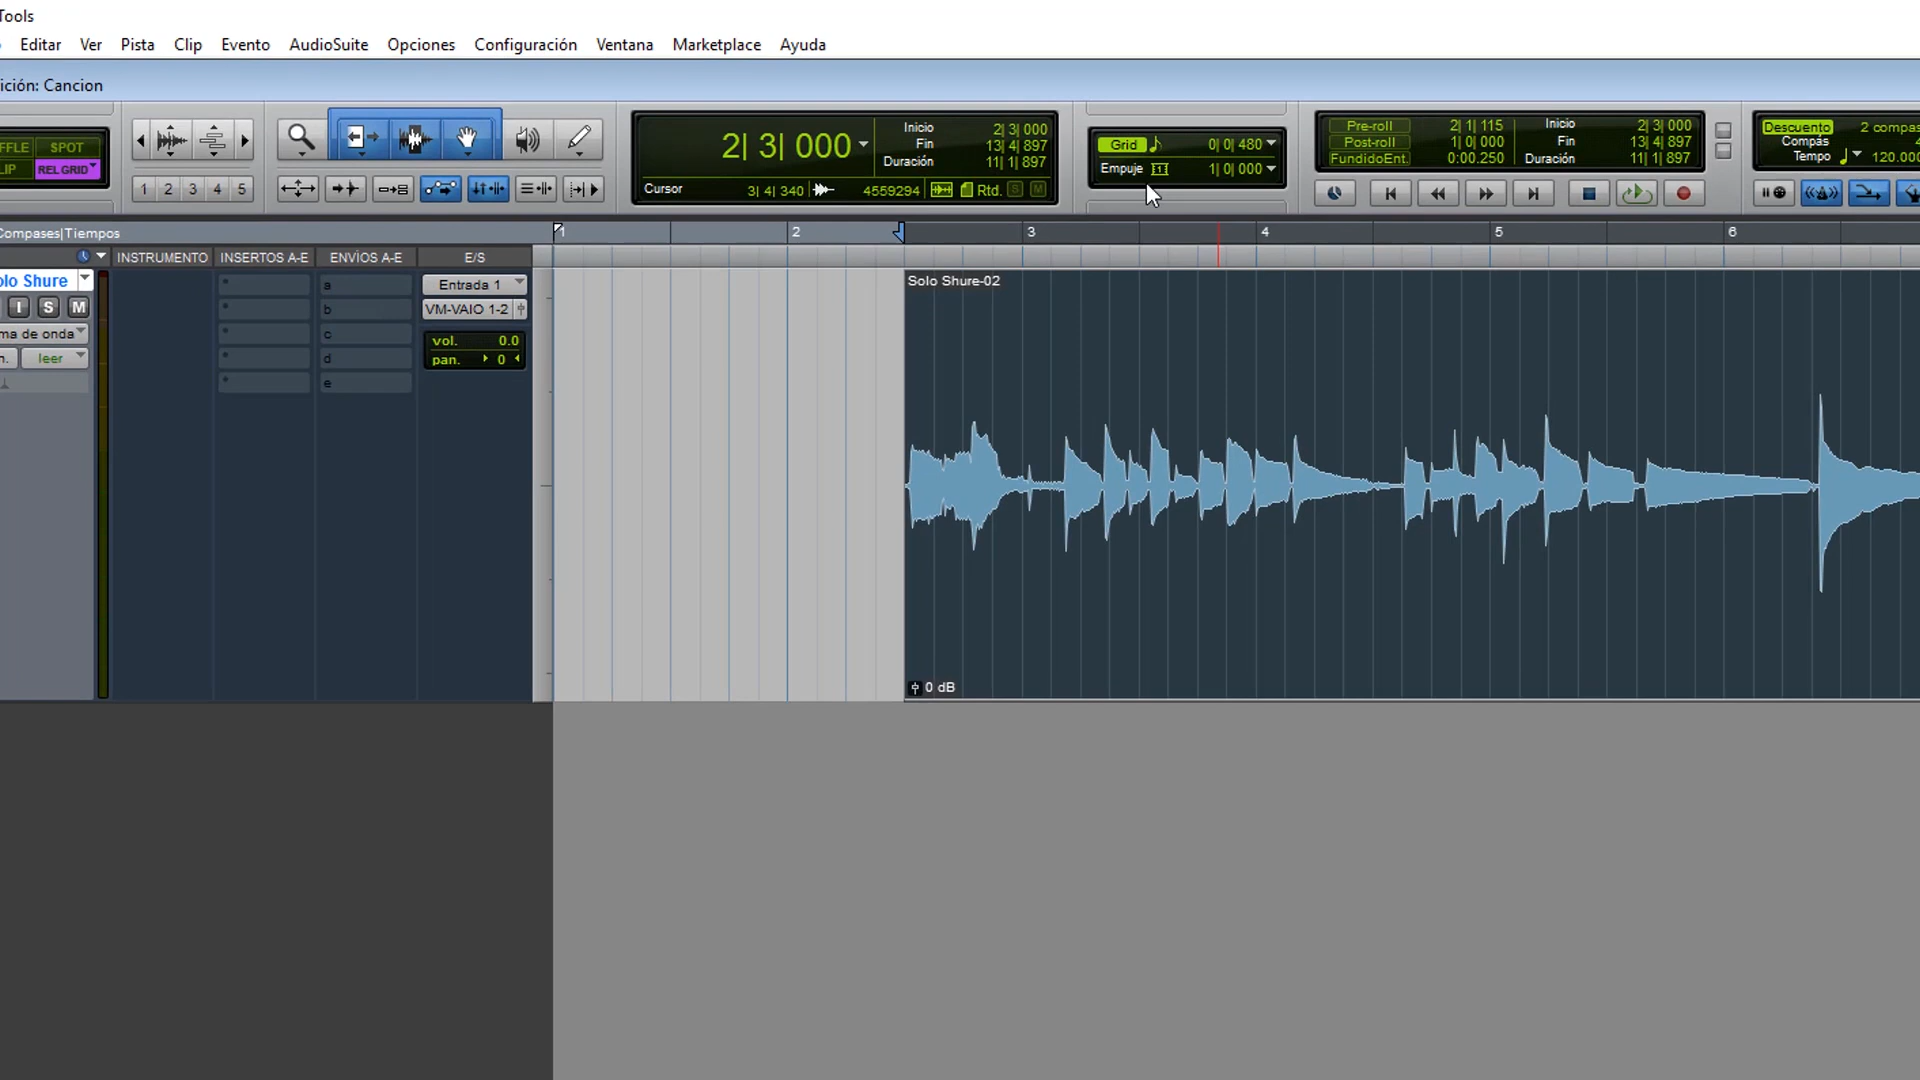 Tools
Editar Ver Pista Clip Evento AudioSuite Opciones Configuración Ventana Marketplace Ayuda
ición: Cancion
FFLE SPOT
LIP REL GRID
1 2 3 4 5
2| 3| 000
Inicio 2| 3| 000
Fin 13| 4| 897
Duración 11| 1| 897
Cursor 3| 4| 340 4559294 Rtd. S M
Grid 0| 0| 480
Empuje 1| 0| 000
Pre-roll 2| 1| 115
Post-roll 1| 0| 000
FundidoEnt. 0:00.250
Inicio 2| 3| 000
Fin 13| 4| 897
Duración 11| 1| 897
Descuento 2 compas
Compás
Tempo 120.000
Compases|Tiempos
1 2 3 4 5 6
INSTRUMENTO INSERTOS A-E ENVÍOS A-E E/S
olo Shure
I S M
ma de onda
n. leer
a
b
c
d
e
Entrada 1
VM-VAIO 1-2
vol. 0.0
pan. 0
Solo Shure-02
0 dB